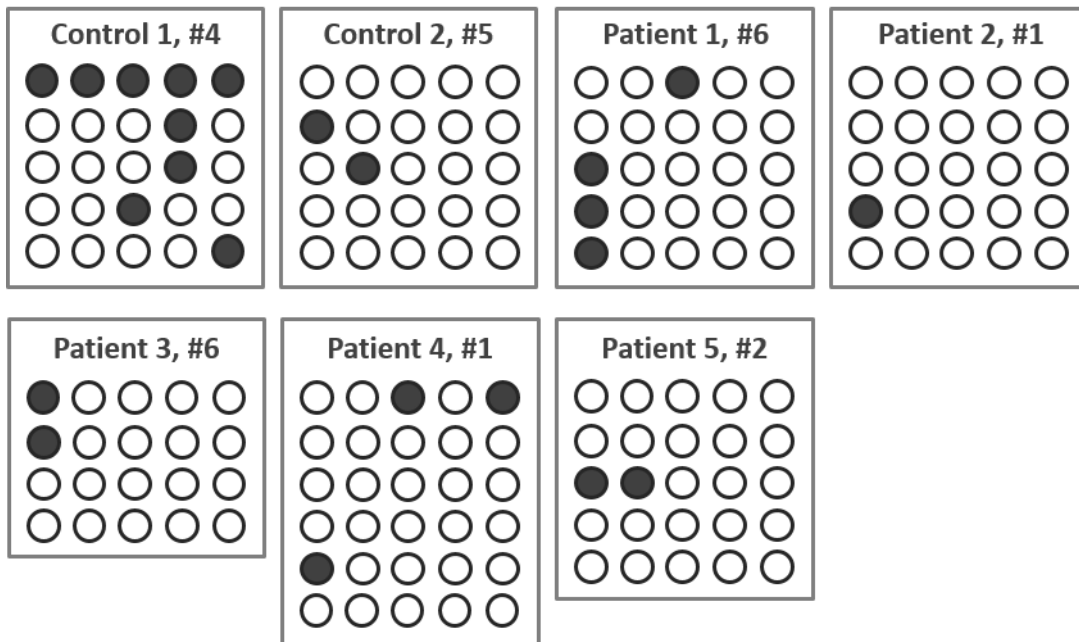 Control 1, #4
Control 2, #5
Patient 1, #6
Patient 2, #1
Patient 3, #6
Patient 4, #1
Patient 5, #2